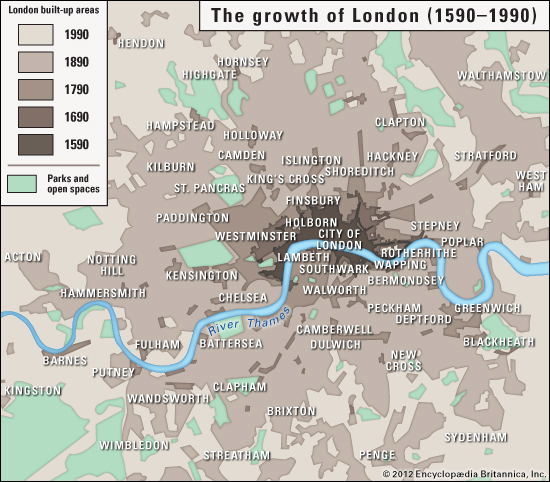 London built-up areas
1990
1890
1790
1690
1590
Parks and
open spaces
The growth of London (1590–1990)
HENDON
HORNSEY
HIGHGATE
WALTHAMSTOW
HAMPSTEAD
HOLLOWAY
CLAPTON
CAMDEN
ISLINGTON
HACKNEY
STRATFORD
KILBURN
KING'S CROSS
SHOREDITCH
WEST
HAM
ST. PANCRAS
FINSBURY
PADDINGTON
HOLBORN
STEPNEY
WESTMINSTER
CITY OF
LONDON
POPLAR
ACTON
NOTTING
HILL
LAMBETH
ROTHERHITHE
WAPPING
KENSINGTON
SOUTHWARK
BERMONDSEY
HAMMERSMITH
CHELSEA
WALWORTH
PECKHAM
GREENWICH
DEPTFORD
River Thames
CAMBERWELL
BARNES
FULHAM
BATTERSEA
DULWICH
BLACKHEATH
PUTNEY
NEW
CROSS
KINGSTON
CLAPHAM
WANDSWORTH
BRIXTON
WIMBLEDON
SYDENHAM
STREATHAM
PENGE
© 2012 Encyclopædia Britannica, Inc.